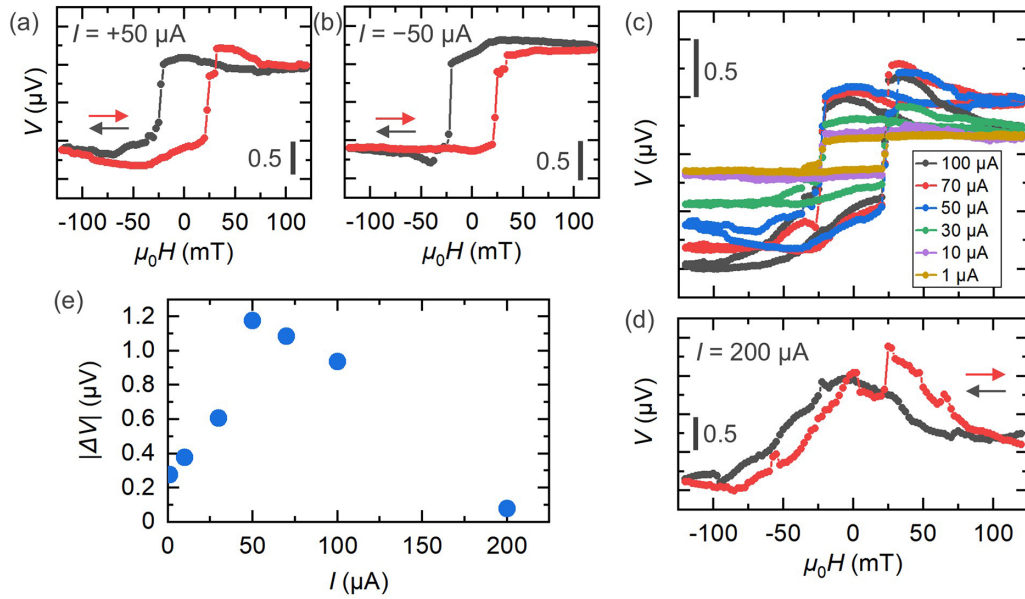 (a)
I = +50 µA
V (µV)
0.5
-100 -50 0 50 100
µ₀H (mT)
(b)
I = −50 µA
0.5
-100 -50 0 50 100
µ₀H (mT)
(c)
0.5
V (µV)
100 µA
70 µA
50 µA
30 µA
10 µA
1 µA
(d)
I = 200 µA
V (µV)
0.5
-100 -50 0 50 100
µ₀H (mT)
(e)
|ΔV| (µV)
1.2
1.0
0.8
0.6
0.4
0.2
0
0 50 100 150 200
I (µA)